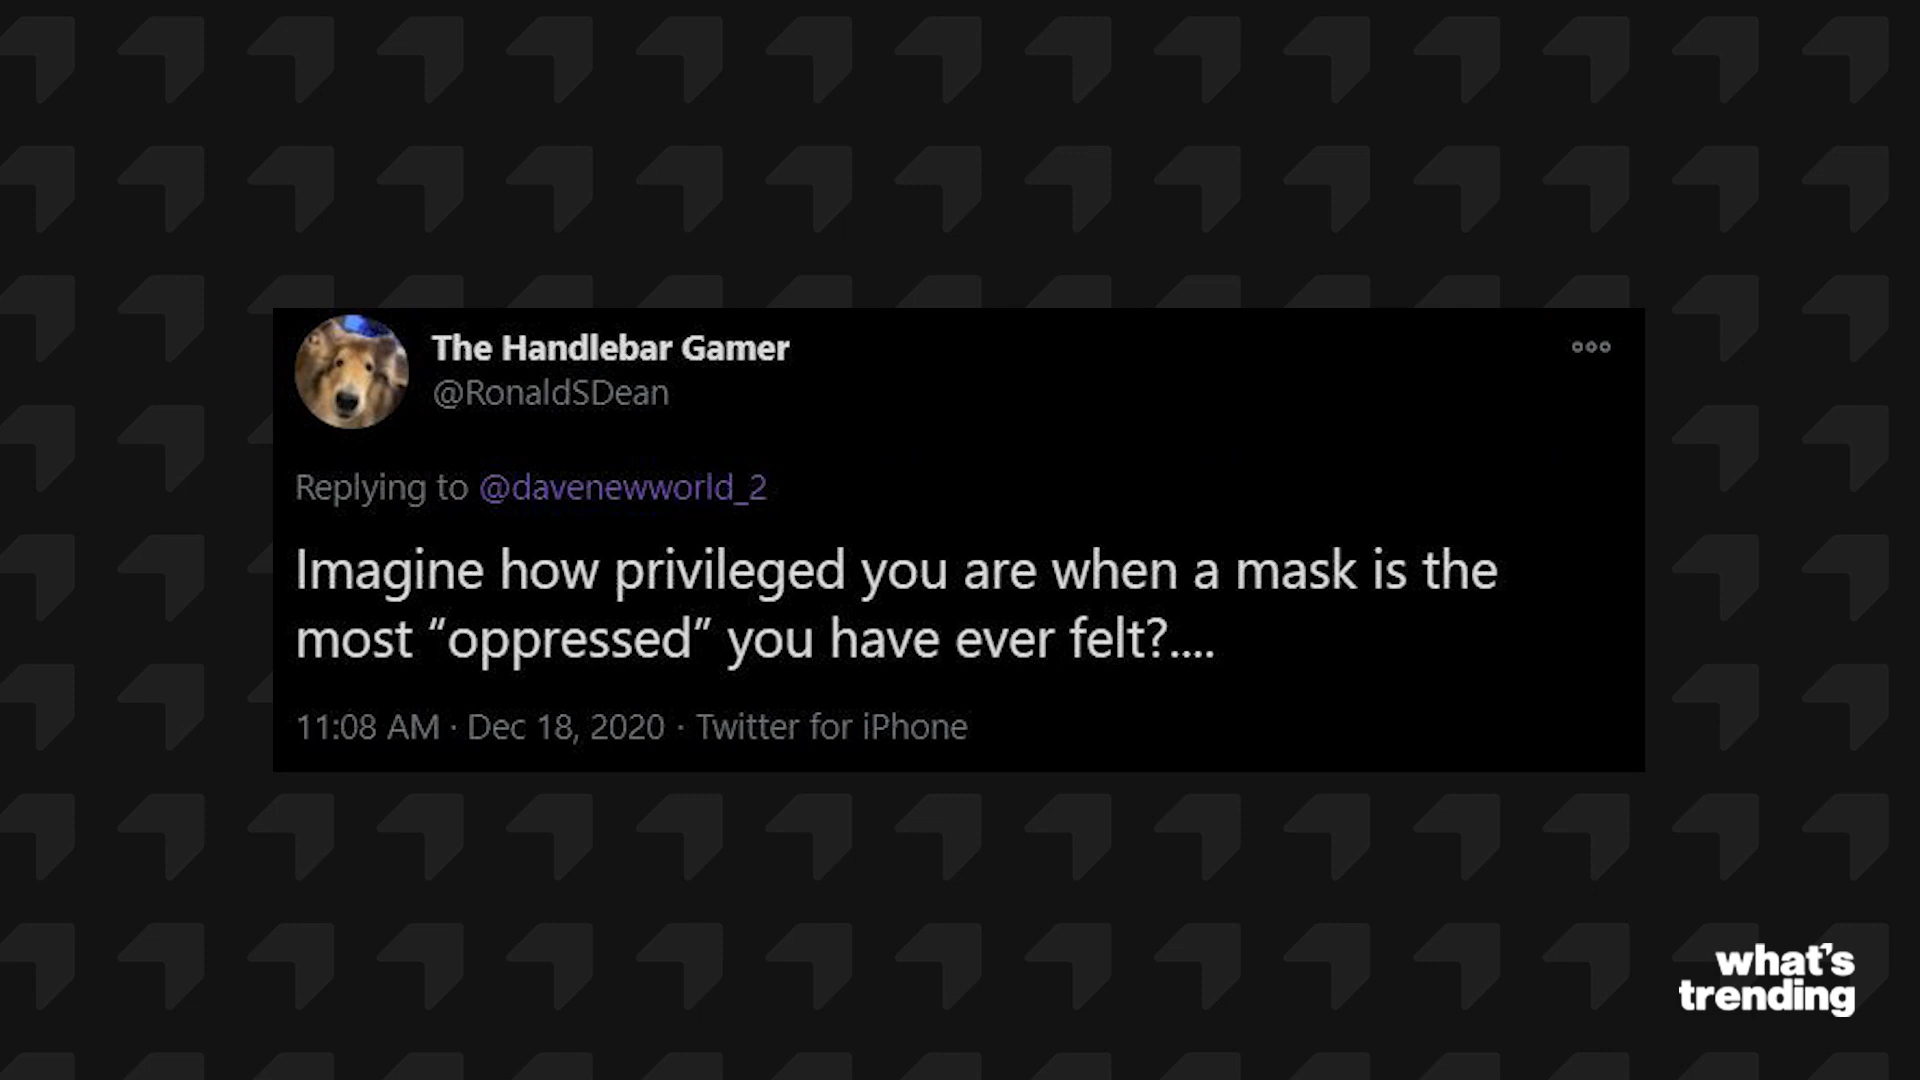 The Handlebar Gamer
@RonaldSDean
Replying to @davenewworld_2
Imagine how privileged you are when a mask is the
most “oppressed” you have ever felt?....
11:08 AM · Dec 18, 2020 · Twitter for iPhone
what's
trending